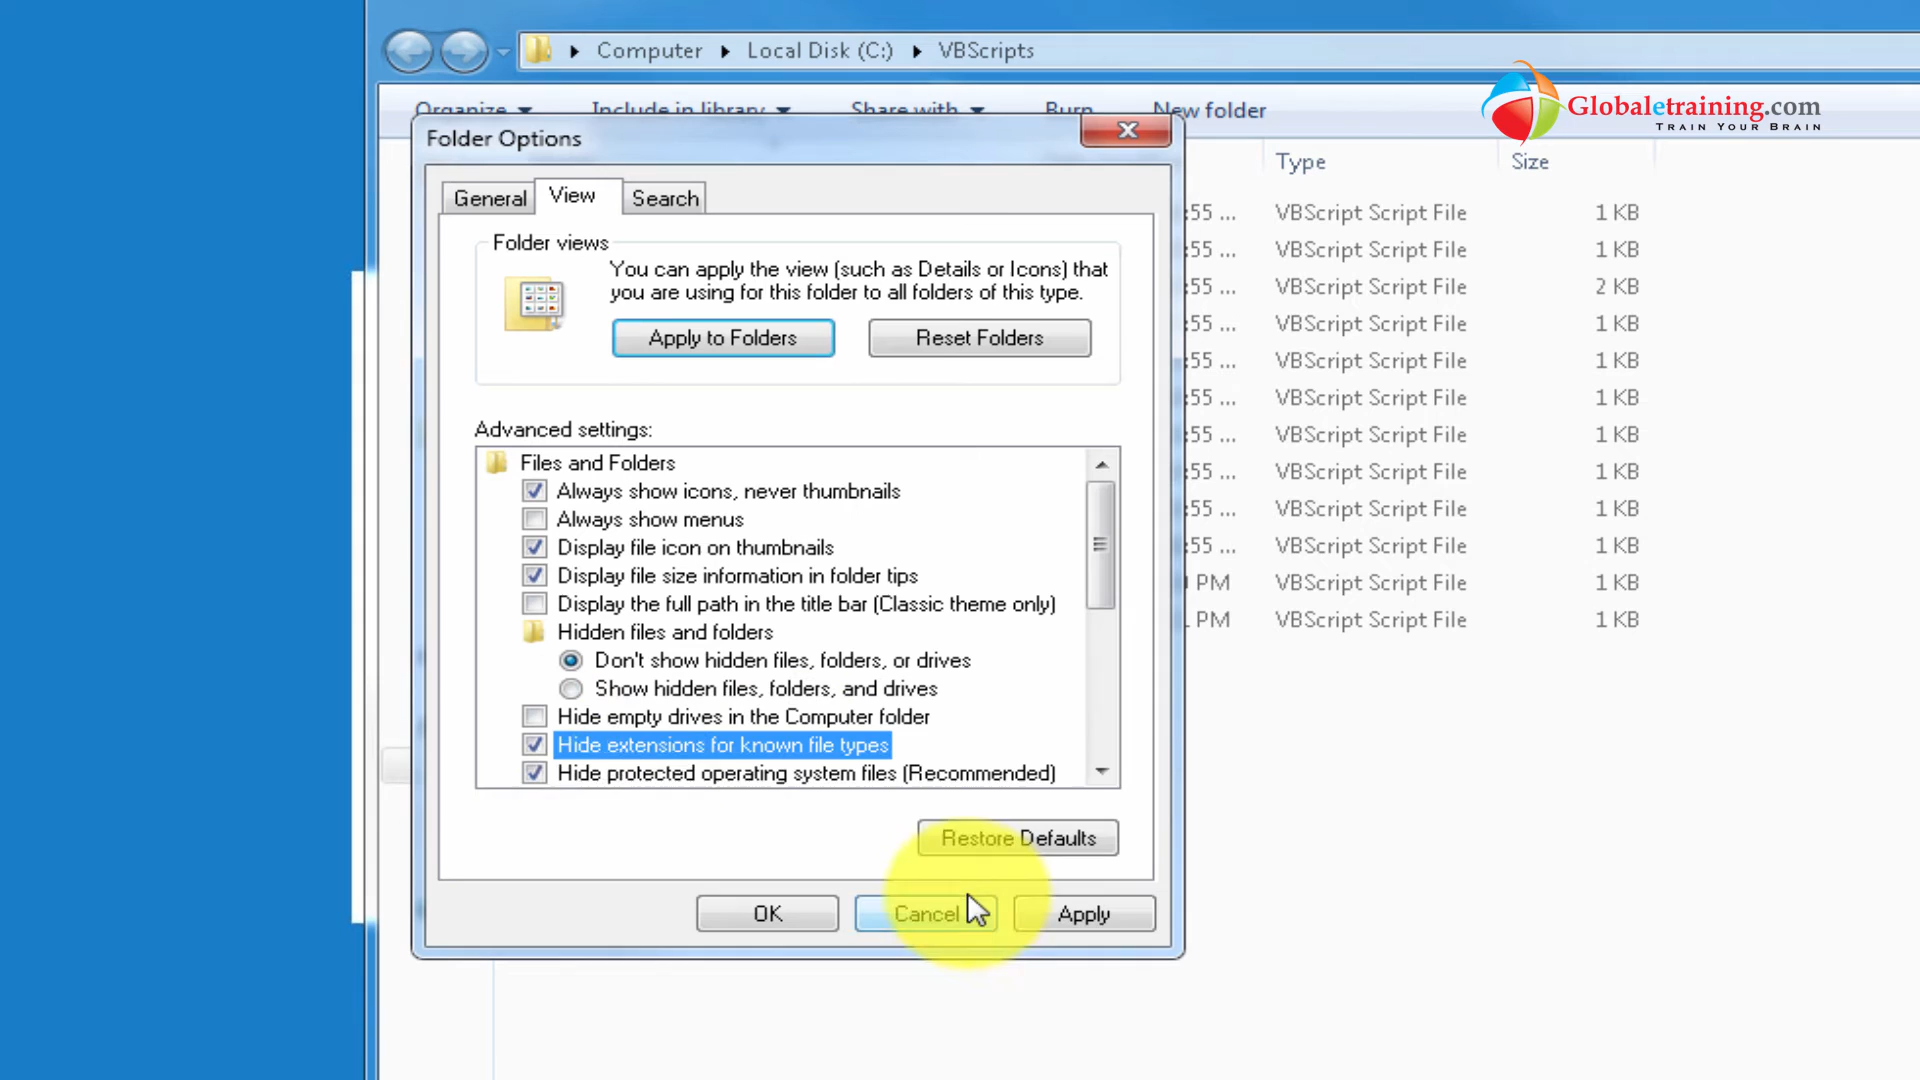 Computer Local Disk (C:) VBScripts
Organize Include in library Share with Burn New folder
Globaletraining.com
TRAIN YOUR BRAIN
Folder Options
Type Size
General View Search
Folder views
You can apply the view (such as Details or Icons) that
you are using for this folder to all folders of this type.
Apply to Folders Reset Folders
Advanced settings:
Files and Folders
Always show icons, never thumbnails
Always show menus
Display file icon on thumbnails
Display file size information in folder tips
Display the full path in the title bar (Classic theme only)
Hidden files and folders
Don't show hidden files, folders, or drives
Show hidden files, folders, and drives
Hide empty drives in the Computer folder
Hide extensions for known file types
Hide protected operating system files (Recommended)
Restore Defaults
OK Cancel Apply
:55 ... VBScript Script File 1 KB
:55 ... VBScript Script File 1 KB
:55 ... VBScript Script File 2 KB
:55 ... VBScript Script File 1 KB
:55 ... VBScript Script File 1 KB
:55 ... VBScript Script File 1 KB
:55 ... VBScript Script File 1 KB
:55 ... VBScript Script File 1 KB
:55 ... VBScript Script File 1 KB
:55 ... VBScript Script File 1 KB
PM VBScript Script File 1 KB
PM VBScript Script File 1 KB